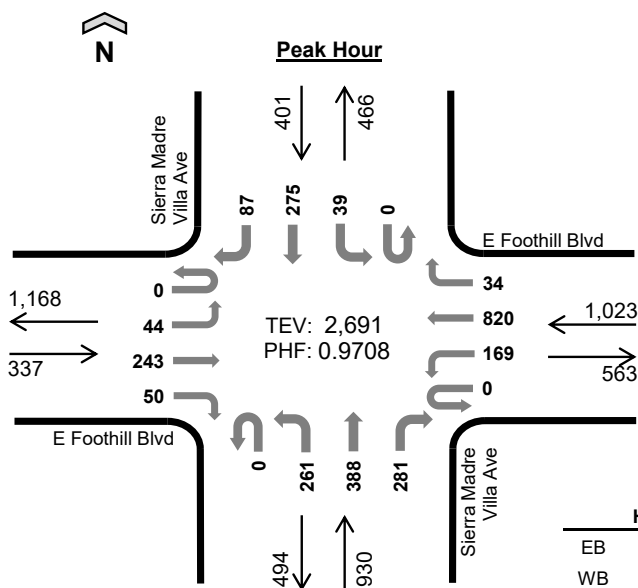 N
Peak Hour
Sierra Madre
Villa Ave
401
466
87
275
39
0
E Foothill Blvd
0
34
1,168
44
TEV: 2,691
820
1,023
337
243
PHF: 0.9708
169
563
50
0
E Foothill Blvd
0
261
388
281
Sierra Madre
Villa Ave
494
930
EB
WB